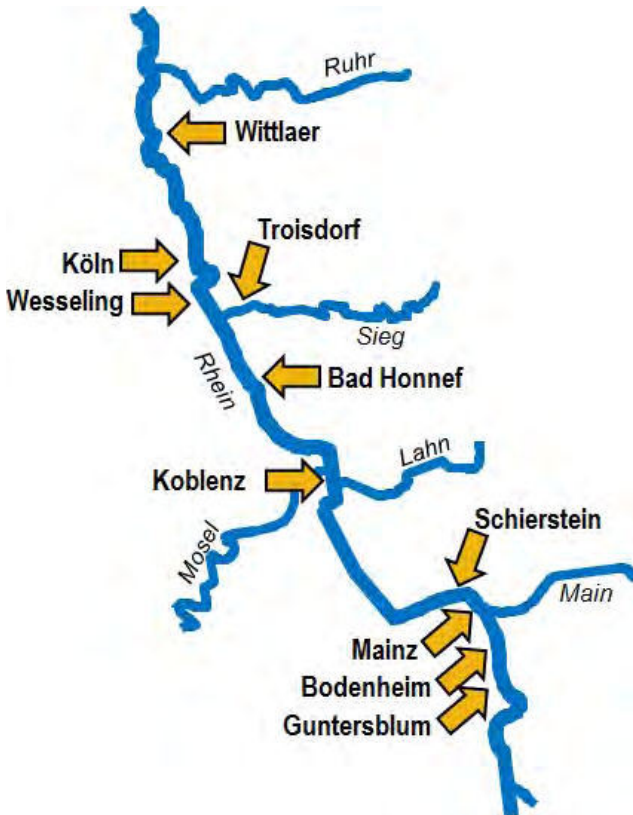 Ruhr
Wittlaer
Troisdorf
Köln
Wesseling
Sieg
Rhein
Bad Honnef
Lahn
Koblenz
Schierstein
Mosel
Main
Mainz
Bodenheim
Guntersblum